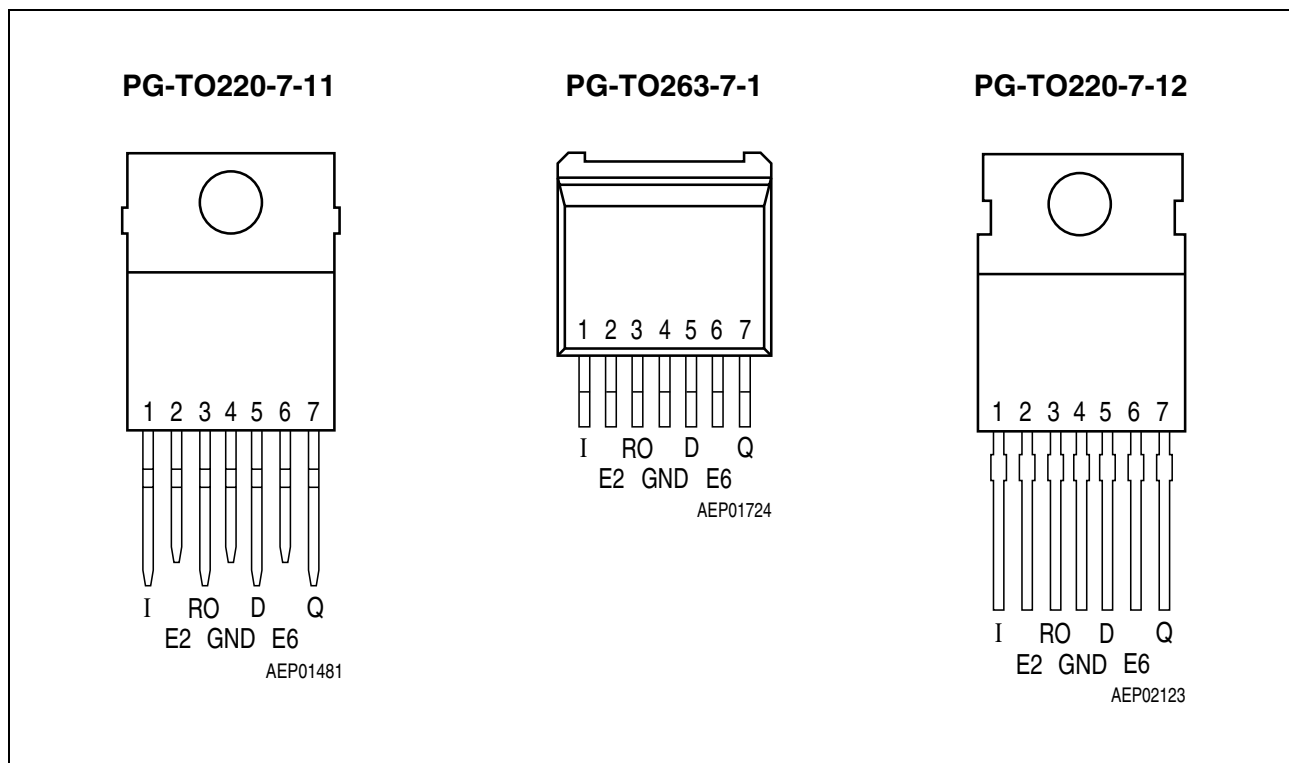 PG-TO220-7-11
1 2 3 4 5 6 7
I RO D Q
E2 GND E6
AEP01481
PG-TO263-7-1
1 2 3 4 5 6 7
I RO D Q
E2 GND E6
AEP01724
PG-TO220-7-12
1 2 3 4 5 6 7
I RO D Q
E2 GND E6
AEP02123